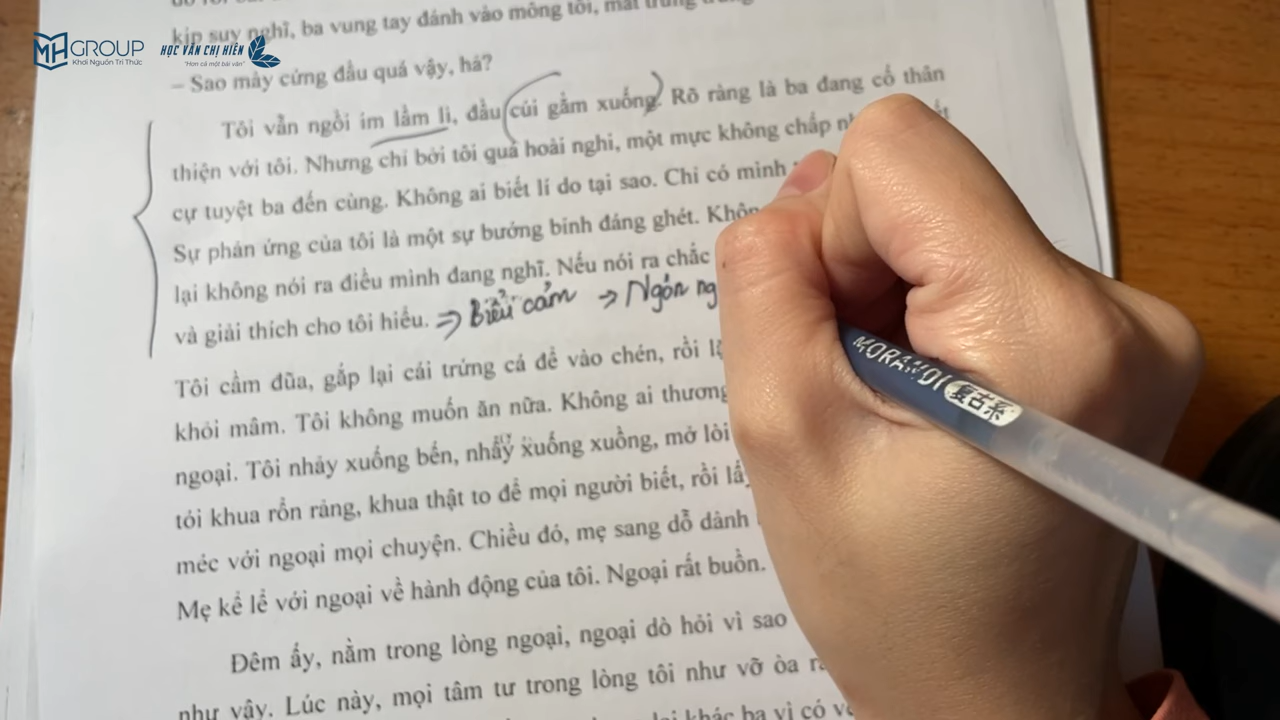 MH GROUP
Khơi Nguồn Tri Thức
HỌC VĂN CHỊ HIÊN
"Hơn cả một bài văn"
kịp suy nghĩ, ba vung tay đánh vào mông tôi,
– Sao mày cứng đầu quá vậy, há?
Tôi vẫn ngồi im lầm lì, đầu cúi gằm xuống. Rõ ràng là ba đang cố thân
thiện với tôi. Nhưng chỉ bởi tôi quá hoài nghi, một mực không chấp
cự tuyệt ba đến cùng. Không ai biết lí do tại sao. Chỉ có mình
Sự phản ứng của tôi là một sự bướng bỉnh đáng ghét.
lại không nói ra điều mình đang nghĩ. Nếu nói ra chắc
và giải thích cho tôi hiểu. => Biểu cảm -> Ngôn
Tôi cầm đũa, gắp lại cái trứng cá để vào chén, rồi
khỏi mâm. Tôi không muốn ăn nữa. Không ai thương
ngoại. Tôi nhảy xuống bến, nhảy xuống xuồng, mở lòi
tói khua rổn rảng, khua thật to để mọi người biết, rồi
méc với ngoại mọi chuyện. Chiều đó, mẹ sang dỗ dành
Mẹ kể lể với ngoại về hành động của tôi. Ngoại rất buồn.
Đêm ấy, nằm trong lòng ngoại, ngoại dò hỏi vì sao
như vậy. Lúc này, mọi tâm tư trong lòng tôi như vỡ òa
khác ba vì có
MORANDI
复古系